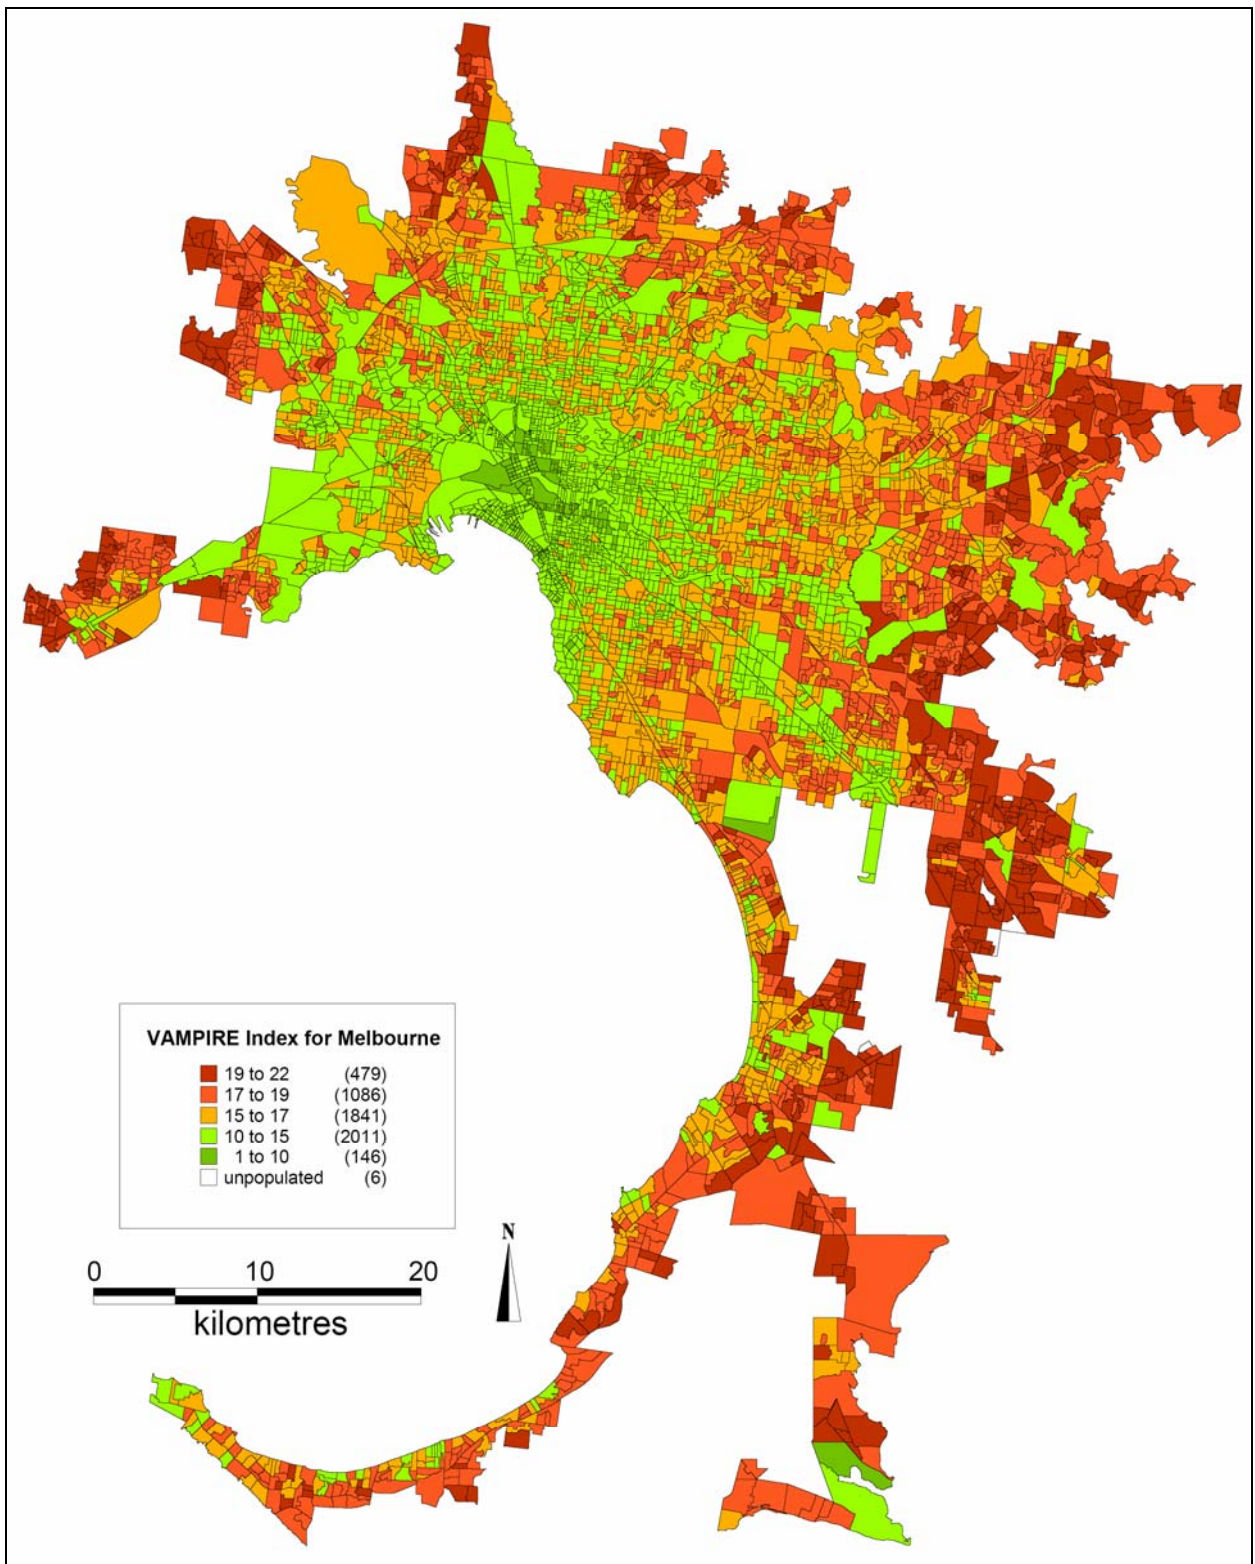 VAMPIRE Index for Melbourne
19 to 22 (479)
17 to 19 (1086)
15 to 17 (1841)
10 to 15 (2011)
1 to 10 (146)
unpopulated (6)
N
0 10 20
kilometres